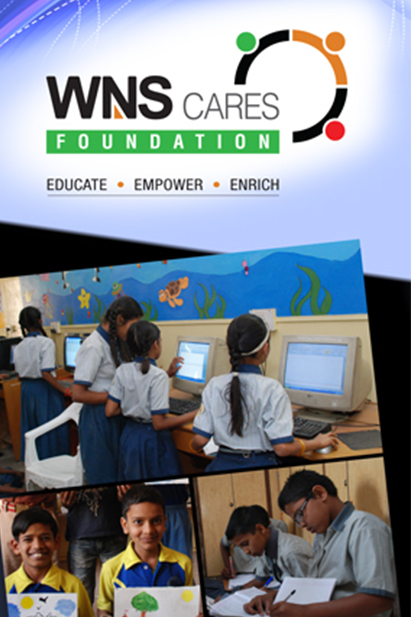 WNS CARES
FOUNDATION
EDUCATE • EMPOWER • ENRICH